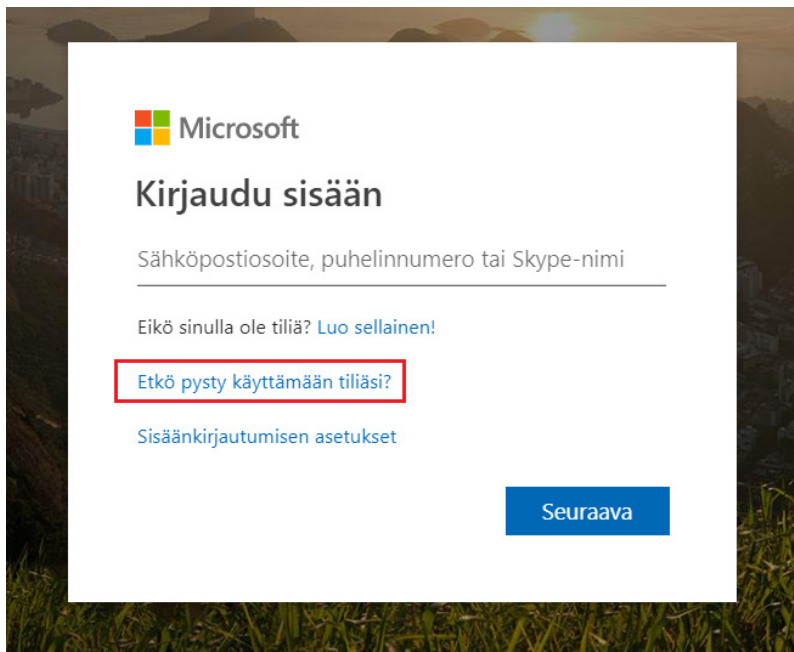 Microsoft
Kirjaudu sisään
Sähköpostiosoite, puhelinnumero tai Skype-nimi
Eikö sinulla ole tiliä? Luo sellainen!
Etkö pysty käyttämään tiliäsi?
Sisäänkirjautumisen asetukset
Seuraava